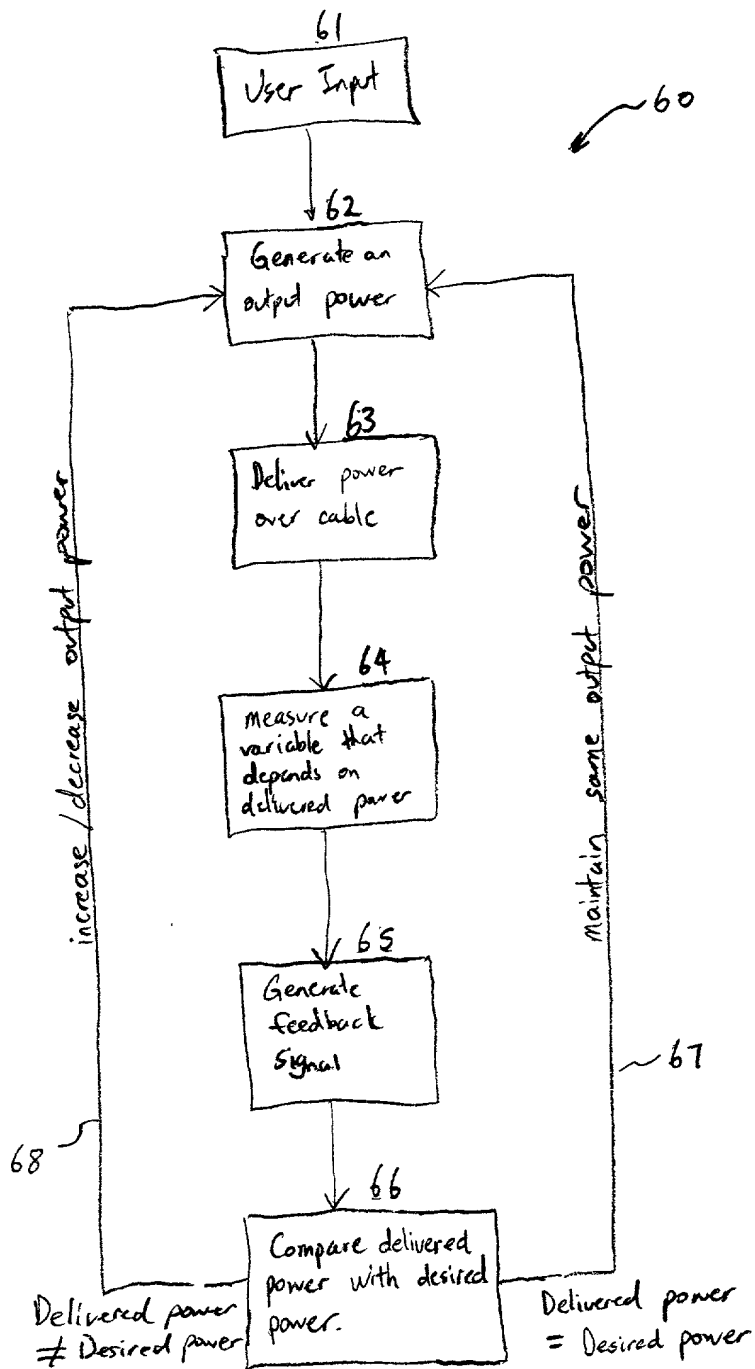 61
User Input
60
62
Generate an
output power
63
Deliver power
over cable
64
measure a
variable that
depends on
delivered power
65
Generate
feedback
signal
66
Compare delivered
power with desired
power.
increase / decrease output power
68
Delivered power
≠ Desired power
maintain same output power
67
Delivered power
= Desired power